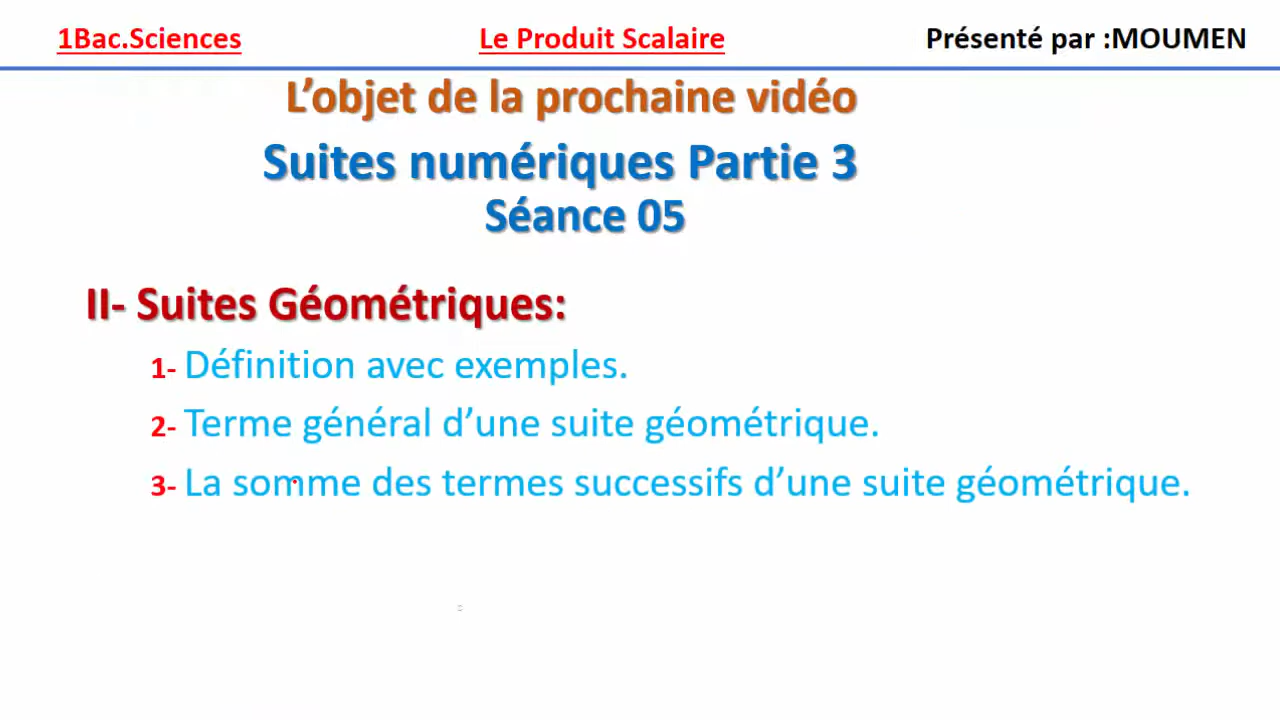 1Bac.Sciences Le Produit Scalaire Présenté par :MOUMEN
L'objet de la prochaine vidéo
Suites numériques Partie 3
Séance 05
II- Suites Géométriques:
1- Définition avec exemples.
2- Terme général d'une suite géométrique.
3- La somme des termes successifs d'une suite géométrique.